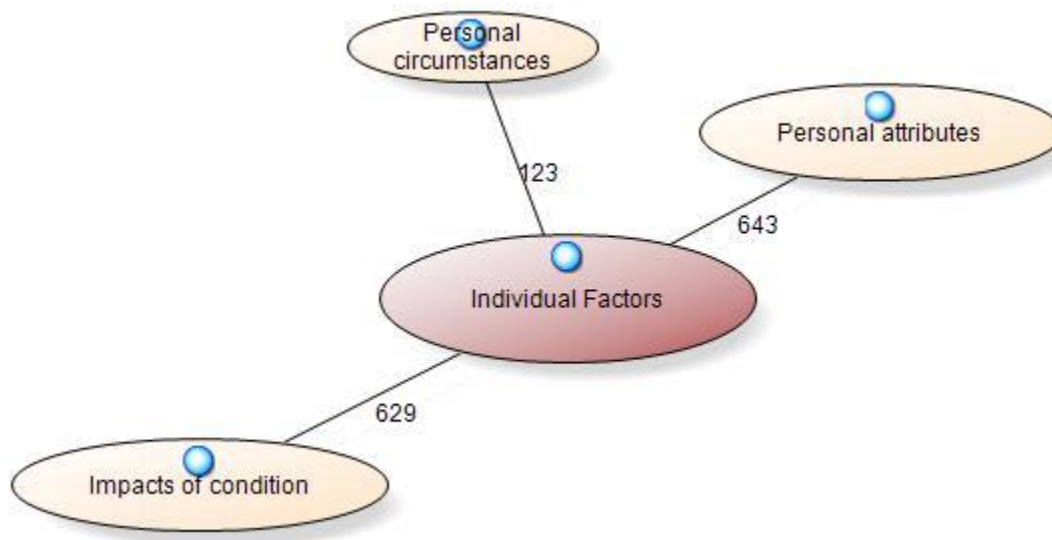 Personal
circumstances
Personal attributes
123
643
Individual Factors
629
Impacts of condition